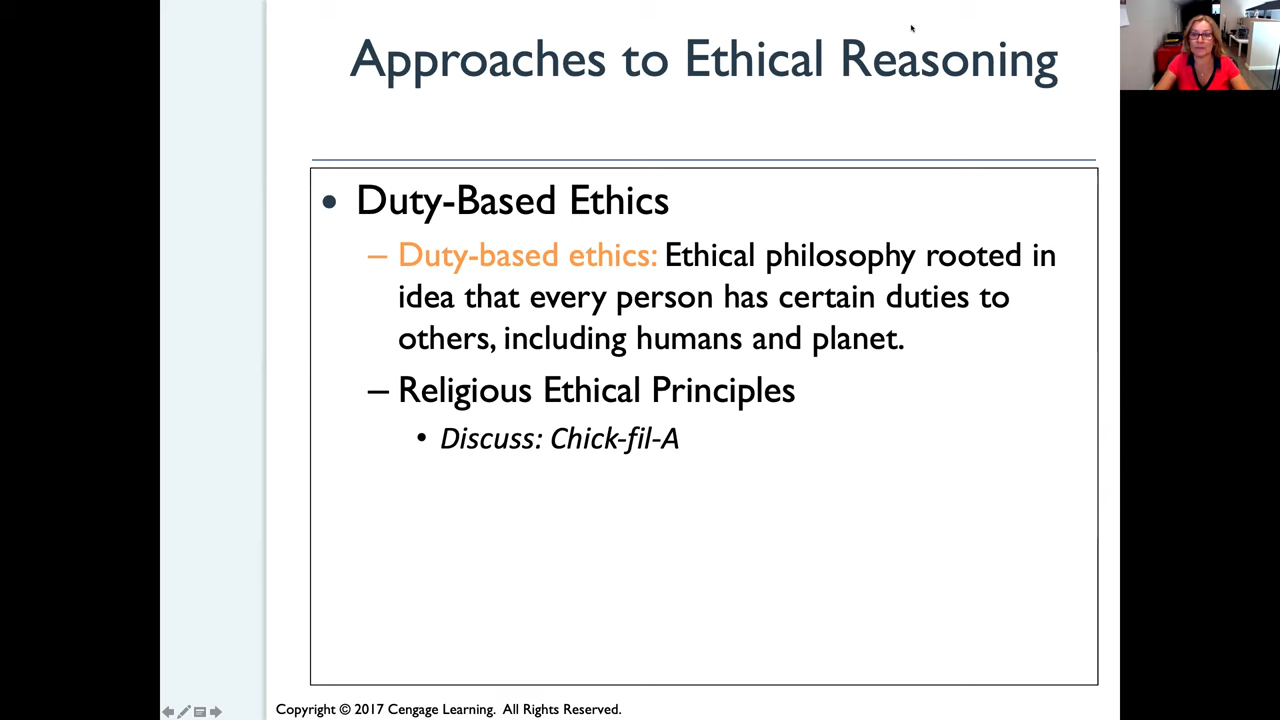 Approaches to Ethical Reasoning
• Duty-Based Ethics
– Duty-based ethics: Ethical philosophy rooted in
idea that every person has certain duties to
others, including humans and planet.
– Religious Ethical Principles
• Discuss: Chick-fil-A
Copyright © 2017 Cengage Learning. All Rights Reserved.